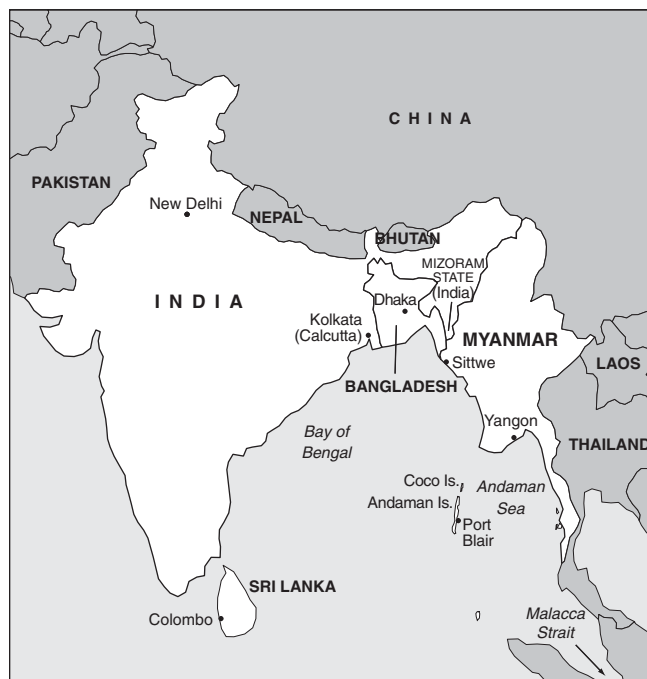 CHINA
PAKISTAN
New Delhi
NEPAL
BHUTAN
MIZORAM
STATE
(India)
INDIA
Dhaka
Kolkata
(Calcutta)
MYANMAR
Sittwe
LAOS
BANGLADESH
Yangon
Bay of
Bengal
THAILAND
Coco Is.
Andaman Is.
Andaman
Sea
Port
Blair
SRI LANKA
Colombo
Malacca
Strait